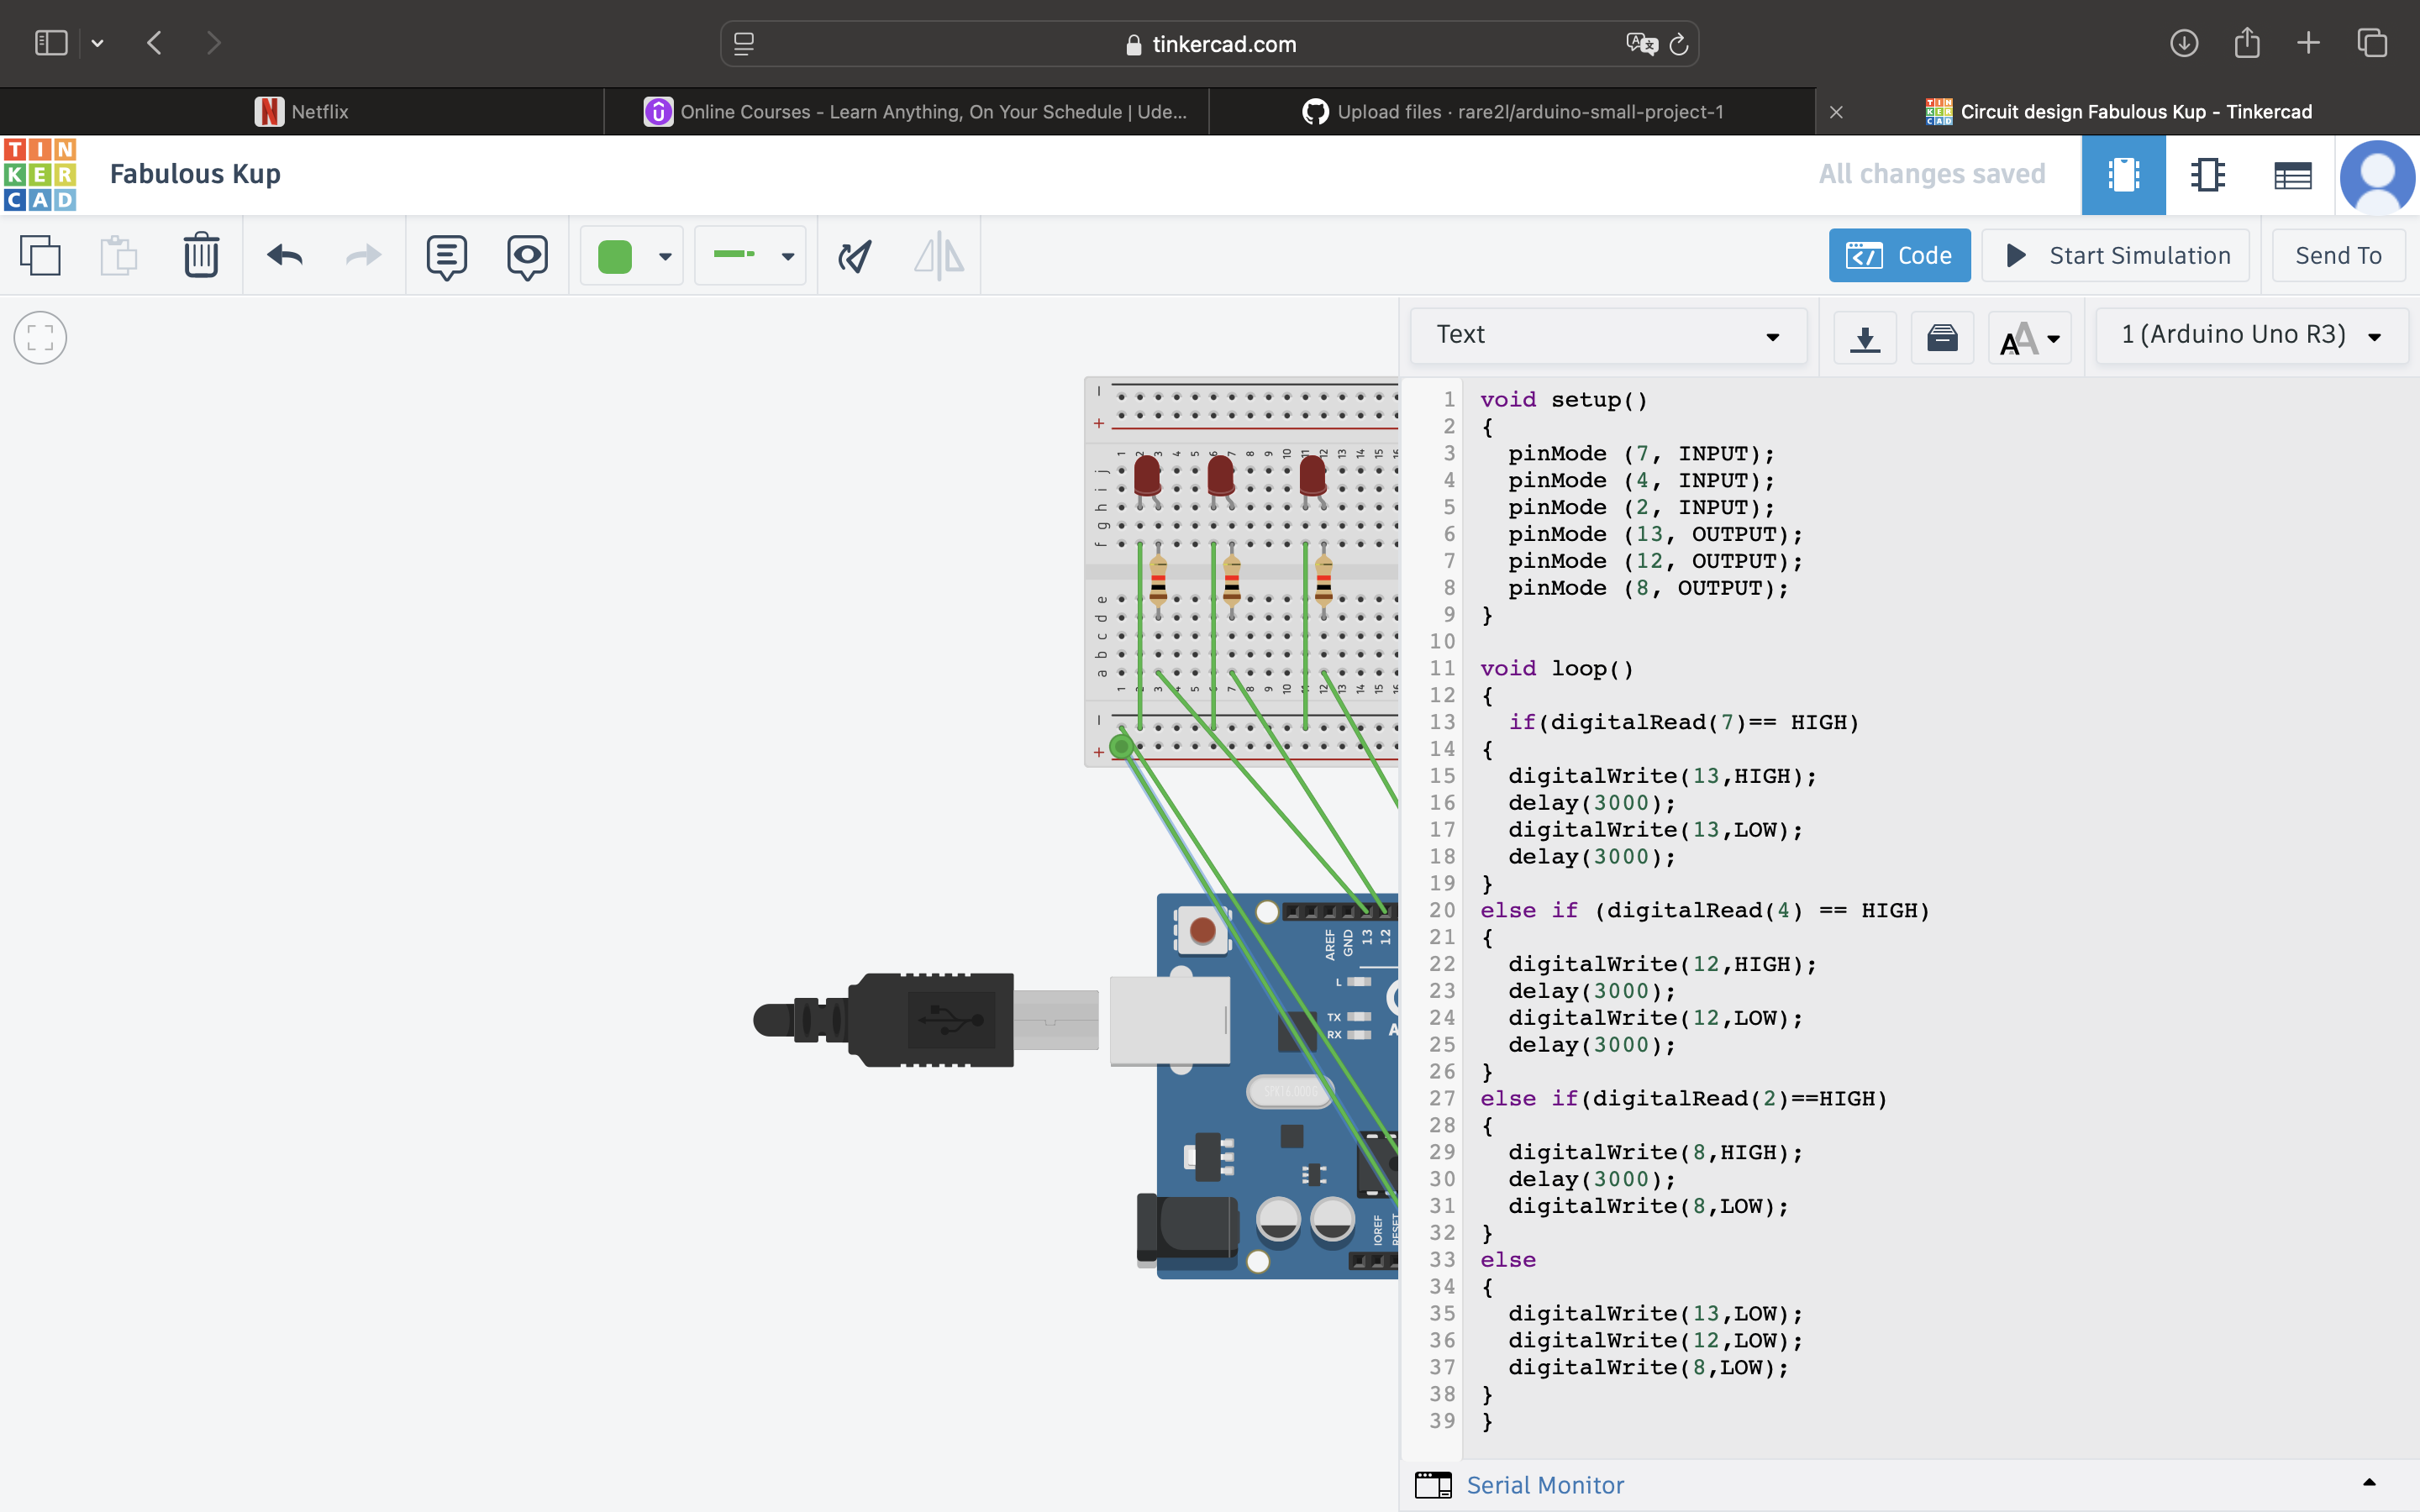 tinkercad.com
Netflix
Online Courses - Learn Anything, On Your Schedule | Ude...
Upload files · rare2l/arduino-small-project-1
Circuit design Fabulous Kup - Tinkercad
TIN
KER
CAD
Fabulous Kup
All changes saved
Code
Start Simulation
Send To
Text
1 (Arduino Uno R3)
1 void setup()
2 {
3 pinMode (7, INPUT);
4 pinMode (4, INPUT);
5 pinMode (2, INPUT);
6 pinMode (13, OUTPUT);
7 pinMode (12, OUTPUT);
8 pinMode (8, OUTPUT);
9 }
10
11 void loop()
12 {
13 if(digitalRead(7)== HIGH)
14 {
15 digitalWrite(13,HIGH);
16 delay(3000);
17 digitalWrite(13,LOW);
18 delay(3000);
19 }
20 else if (digitalRead(4) == HIGH)
21 {
22 digitalWrite(12,HIGH);
23 delay(3000);
24 digitalWrite(12,LOW);
25 delay(3000);
26 }
27 else if(digitalRead(2)==HIGH)
28 {
29 digitalWrite(8,HIGH);
30 delay(3000);
31 digitalWrite(8,LOW);
32 }
33 else
34 {
35 digitalWrite(13,LOW);
36 digitalWrite(12,LOW);
37 digitalWrite(8,LOW);
38 }
39 }
Serial Monitor
j
i
h
g
f
e
d
c
b
a
AREF
GND
13
12
L
TX
RX
IOREF
RESET